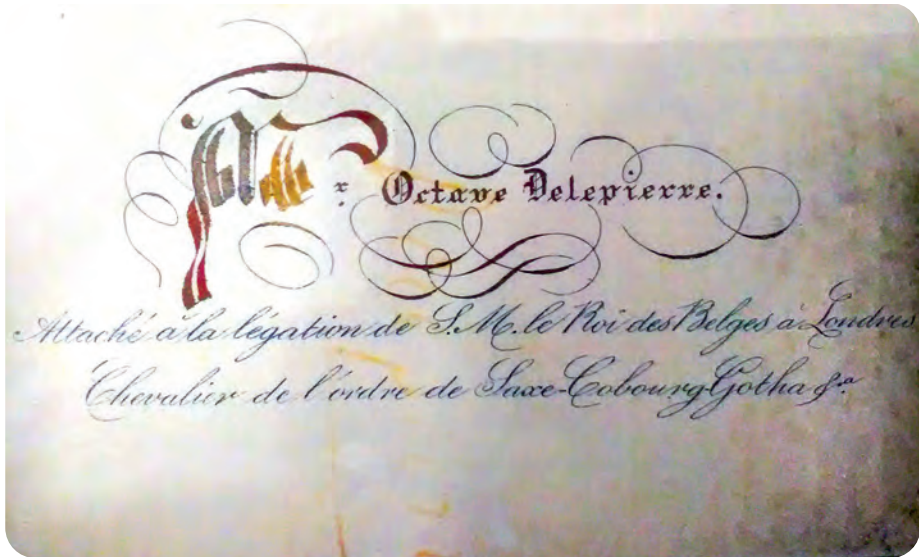 Mr. Octave Delepierre.
Attaché à la légation de S. M. le Roi des Belges à Londres
Chevalier de l'ordre de Saxe-Cobourg Gotha &a